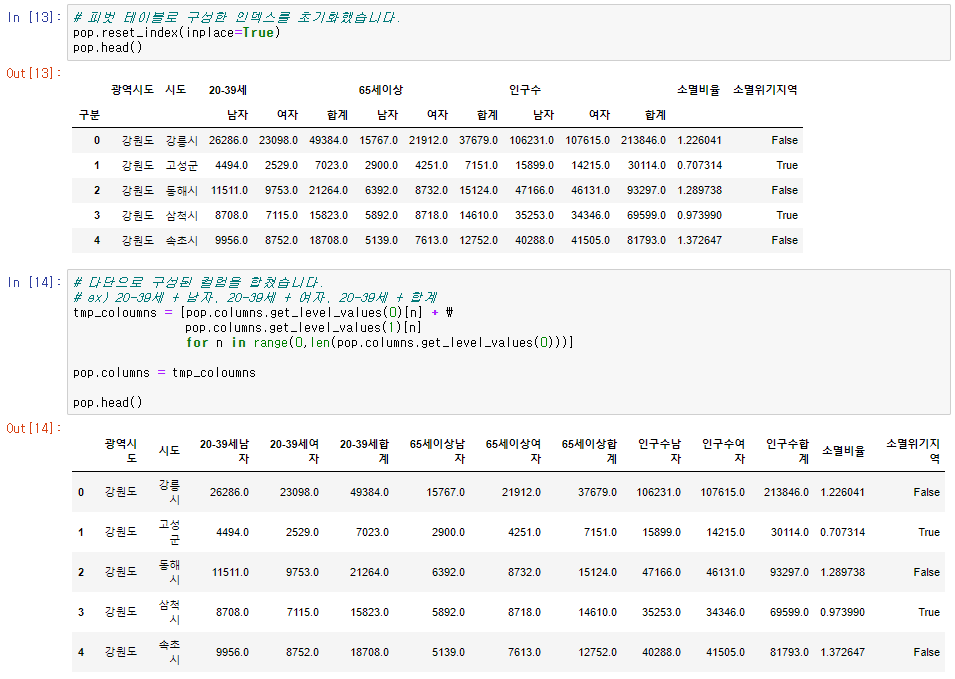 In [13]: # 피벗 테이블로 구성한 인덱스를 초기화했습니다.
pop.reset_index(inplace=True)
pop.head()
Out[13]:
광역시도 시도 20-39세 65세이상 인구수 소멸비율 소멸위기지역
구분 남자 여자 합계 남자 여자 합계 남자 여자 합계
0 강원도 강릉시 26286.0 23098.0 49384.0 15767.0 21912.0 37679.0 106231.0 107615.0 213846.0 1.226041 False
1 강원도 고성군 4494.0 2529.0 7023.0 2900.0 4251.0 7151.0 15899.0 14215.0 30114.0 0.707314 True
2 강원도 동해시 11511.0 9753.0 21264.0 6392.0 8732.0 15124.0 47166.0 46131.0 93297.0 1.289738 False
3 강원도 삼척시 8708.0 7115.0 15823.0 5892.0 8718.0 14610.0 35253.0 34346.0 69599.0 0.973990 True
4 강원도 속초시 9956.0 8752.0 18708.0 5139.0 7613.0 12752.0 40288.0 41505.0 81793.0 1.372647 False
In [14]: # 다단으로 구성된 컬럼을 합쳤습니다.
# ex) 20-39세 + 남자, 20-39세 + 여자, 20-39세 + 합계
tmp_coloumns = [pop.columns.get_level_values(0)[n] + ₩
pop.columns.get_level_values(1)[n]
for n in range(0,len(pop.columns.get_level_values(0)))]
pop.columns = tmp_coloumns
pop.head()
Out[14]:
광역시 시도 20-39세남 20-39세여 20-39세합 65세이상남 65세이상여 65세이상합 인구수남 인구수여 인구수합 소멸비율 소멸위기지
도 자 자 계 자 자 계 자 자 계 역
0 강원도 강릉 26286.0 23098.0 49384.0 15767.0 21912.0 37679.0 106231.0 107615.0 213846.0 1.226041 False
시
1 강원도 고성 4494.0 2529.0 7023.0 2900.0 4251.0 7151.0 15899.0 14215.0 30114.0 0.707314 True
군
2 강원도 동해 11511.0 9753.0 21264.0 6392.0 8732.0 15124.0 47166.0 46131.0 93297.0 1.289738 False
시
3 강원도 삼척 8708.0 7115.0 15823.0 5892.0 8718.0 14610.0 35253.0 34346.0 69599.0 0.973990 True
시
4 강원도 속초 9956.0 8752.0 18708.0 5139.0 7613.0 12752.0 40288.0 41505.0 81793.0 1.372647 False
시